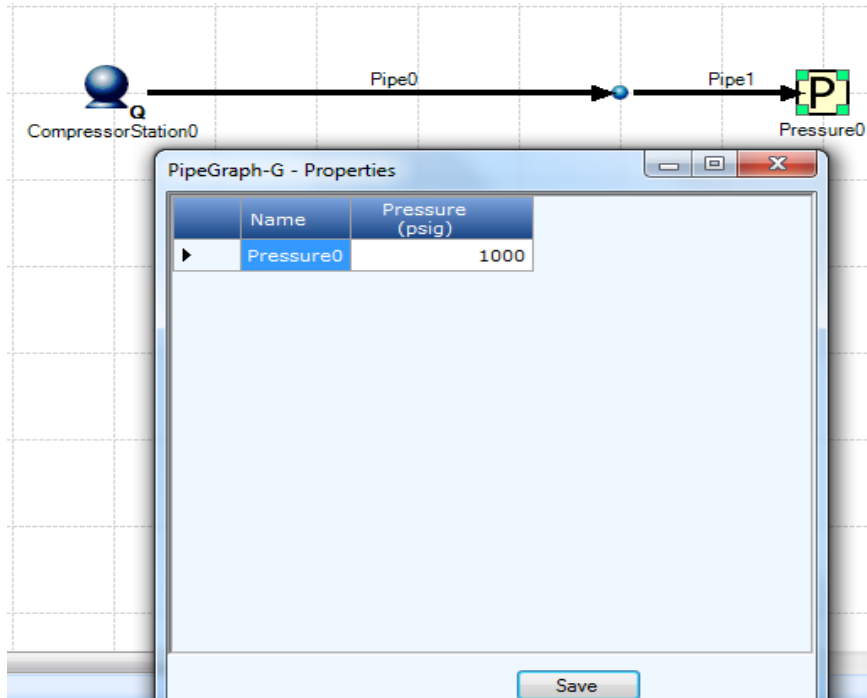 Pipe0
Pipe1
P
Q
CompressorStation0
Pressure0
PipeGraph-G - Properties
Name
Pressure
(psig)
Pressure0
1000
Save